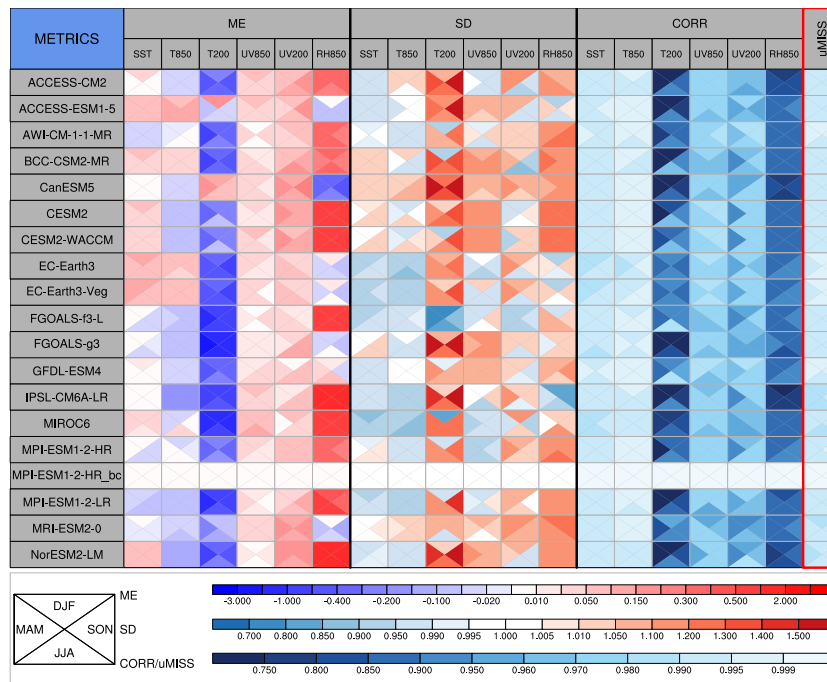 METRICS ME SD CORR uMISS
SST T850 T200 UV850 UV200 RH850 SST T850 T200 UV850 UV200 RH850 SST T850 T200 UV850 UV200 RH850
ACCESS-CM2
ACCESS-ESM1-5
AWI-CM-1-1-MR
BCC-CSM2-MR
CanESM5
CESM2
CESM2-WACCM
EC-Earth3
EC-Earth3-Veg
FGOALS-f3-L
FGOALS-g3
GFDL-ESM4
IPSL-CM6A-LR
MIROC6
MPI-ESM1-2-HR
MPI-ESM1-2-HR_bc
MPI-ESM1-2-LR
MRI-ESM2-0
NorESM2-LM
DJF
MAM SON
JJA
ME
-3.000 -1.000 -0.400 -0.200 -0.100 -0.020 0.010 0.050 0.150 0.300 0.500 2.000
SD
0.700 0.800 0.850 0.900 0.950 0.990 0.995 1.000 1.005 1.010 1.050 1.100 1.200 1.300 1.400 1.500
CORR/uMISS
0.750 0.800 0.850 0.900 0.950 0.960 0.970 0.980 0.990 0.995 0.999